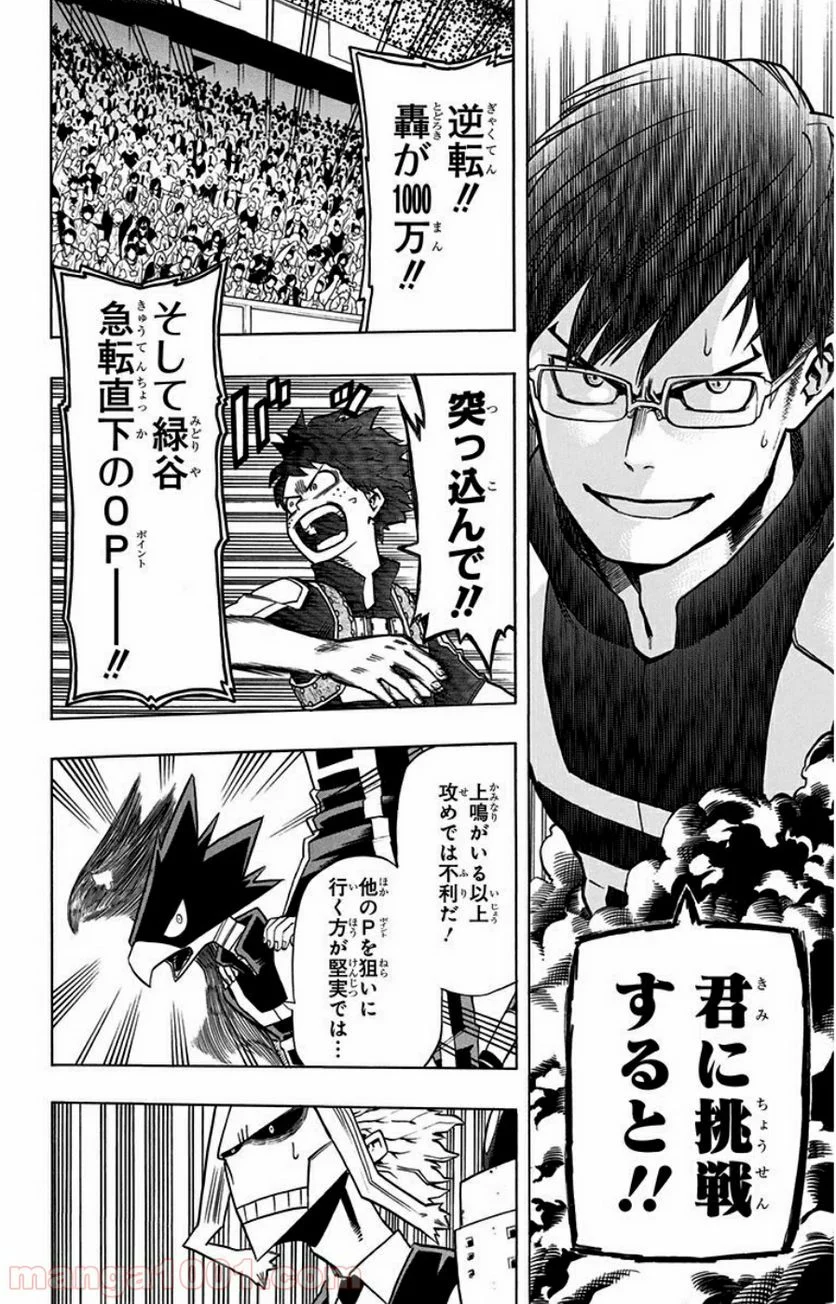 君に挑戦
すると!!
逆転!!
轟が1000万!!
そして緑谷
急転直下の0P――!!
突っ込んで!!
上鳴がいる以上
攻めでは不利だ!
他のPを狙いに
行く方が堅実では…
manga1001.com